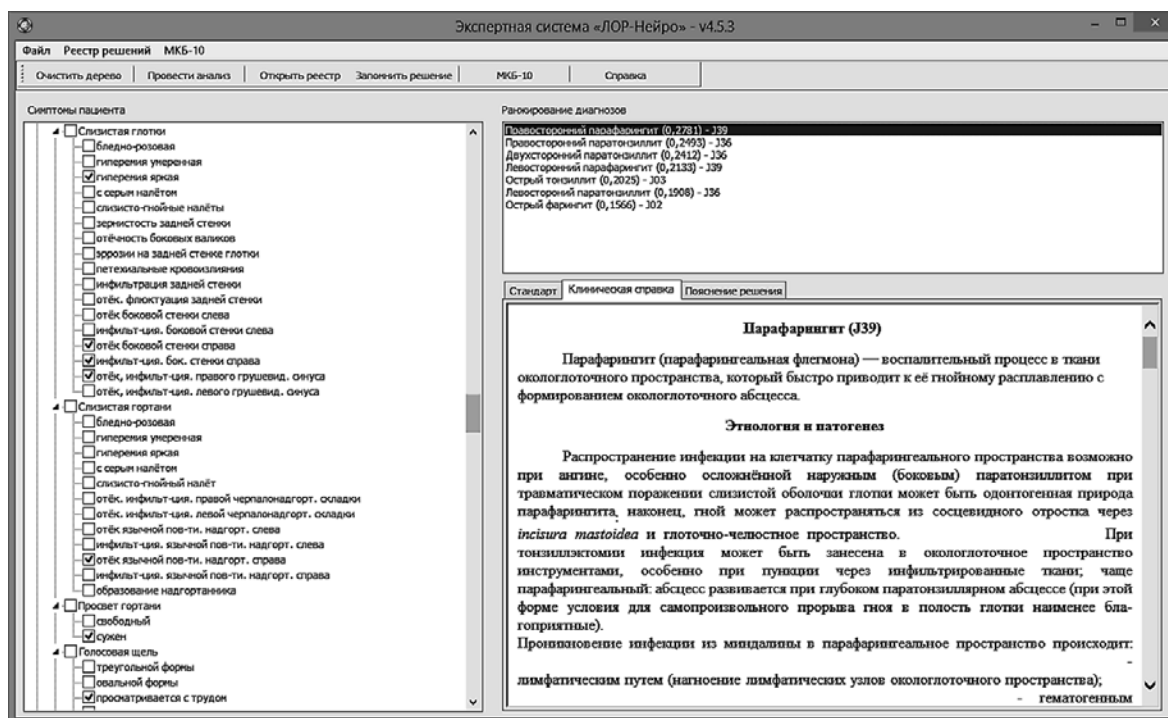 Экспертная система «ЛОР-Нейро» - v4.5.3
Файл Реестр решений МКБ-10
Очистить дерево Провести анализ Открыть реестр Запомнить решение МКБ-10 Справка
Симптомы пациента
Слизистая глотки
бледно-розовая
гиперемия умеренная
гиперемия яркая
с серым налётом
слизисто-гнойные налёты
зернистость задней стенки
отёчность боковых валиков
эррозии на задней стенке глотки
петехиальные кровоизлияния
инфильтрация задней стенки
отёк. флюктуация задней стенки
отёк боковой стенки слева
инфильт-ция. боковой стенки слева
отёк боковой стенки справа
инфильт-ция. бок. стенки справа
отёк, инфильт-ция. правого грушевид. синуса
отёк, инфильт-ция. левого грушевид. синуса
Слизистая гортани
бледно-розовая
гиперемия умеренная
гиперемия яркая
с серым налётом
слизисто-гнойный налёт
отёк. инфильт-ция. правой черпалонадгорт. складки
отёк. инфильт-ция. левой черпалонадгорт. складки
отёк язычной пов-ти. надгорт. слева
инфильт-ция. язычной пов-ти. надгорт. слева
отёк язычной пов-ти. надгорт. справа
инфильт-ция. язычной пов-ти. надгорт. справа
образование надгортанника
Просвет гортани
свободный
сужен
Голосовая щель
треугольной формы
овальной формы
просматривается с трудом
Ранжирование диагнозов
Правосторонний парафарингит (0,2781) - J39
Правосторонний паратонзиллит (0,2493) - J36
Двухсторонний паратонзиллит (0,2412) - J36
Левосторонний парафарингит (0,2133) - J39
Острый тонзиллит (0,2025) - J03
Левостороний паратонзиллит (0,1908) - J36
Острый фарингит (0,1566) - J02
Стандарт Клиническая справка Пояснение решения
Парафарингит (J39)
Парафарингит (парафарингеальная флегмона) — воспалительный процесс в ткани
окологлоточного пространства, который быстро приводит к её гнойному расплавлению с
формированием окологлоточного абсцесса.
Этнология и патогенез
Распространение инфекции на клетчатку парафарингеального пространства возможно
при ангине, особенно осложнённой наружным (боковым) паратонзиллитом при
травматическом поражении слизистой оболочки глотки может быть одонтогенная природа
парафарингита, наконец, гной может распространяться из сосцевидного отростка через
incisura mastoidea и глоточно-челюстное пространство. При
тонзиллэктомии инфекция может быть занесена в окологлоточное пространство
инструментами, особенно при пункции через инфильтрированные ткани; чаще
парафарингеальный: абсцесс развивается при глубоком паратонзиллярном абсцессе (при этой
форме условия для самопроизвольного прорыва гноя в полость глотки наименее бла-
гоприятные).
Проникновение инфекции из миндалины в парафарингеальное пространство происходит:
-
лимфатическим путем (нагноение лимфатических узлов окологлоточного пространства);
- гематогенным